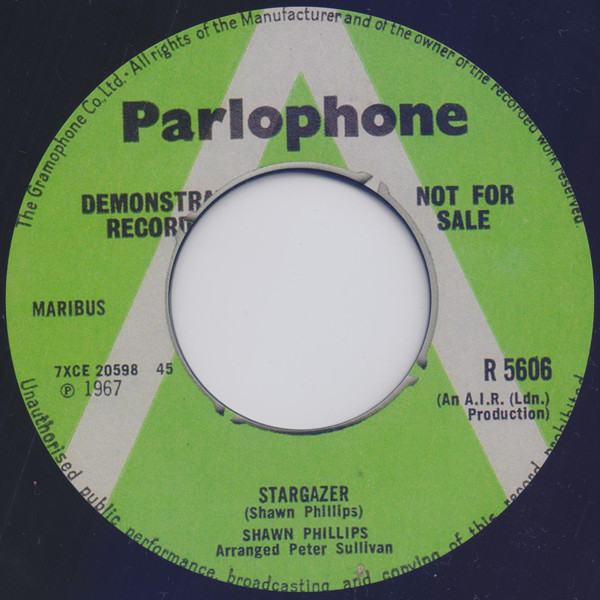 The Gramophone Co. Ltd. - All rights of the Manufacturer and of the owner of the recorded work reserved.
Parlophone
DEMONSTRA
RECORD
NOT FOR
SALE
MARIBUS
7XCE 20598 45
Ⓟ 1967
R 5606
(An A.I.R. (Ldn.)
Production)
STARGAZER
(Shawn Phillips)
SHAWN PHILLIPS
Arranged Peter Sullivan
Unauthorised public performance, broadcasting and copying of this record prohibited